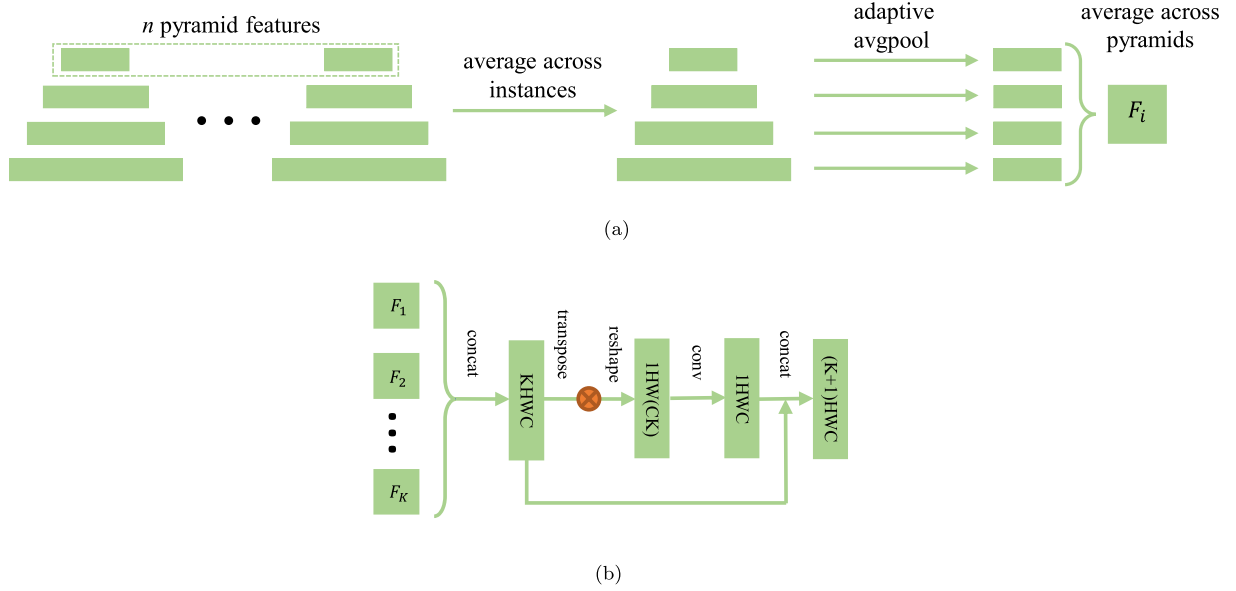 n pyramid features
average across
instances
adaptive
avgpool
average across
pyramids
F_i
(a)
F_1
F_2
F_K
concat
KHWC
transpose
reshape
1HW(CK)
conv
1HWC
concat
(K+1)HWC
(b)